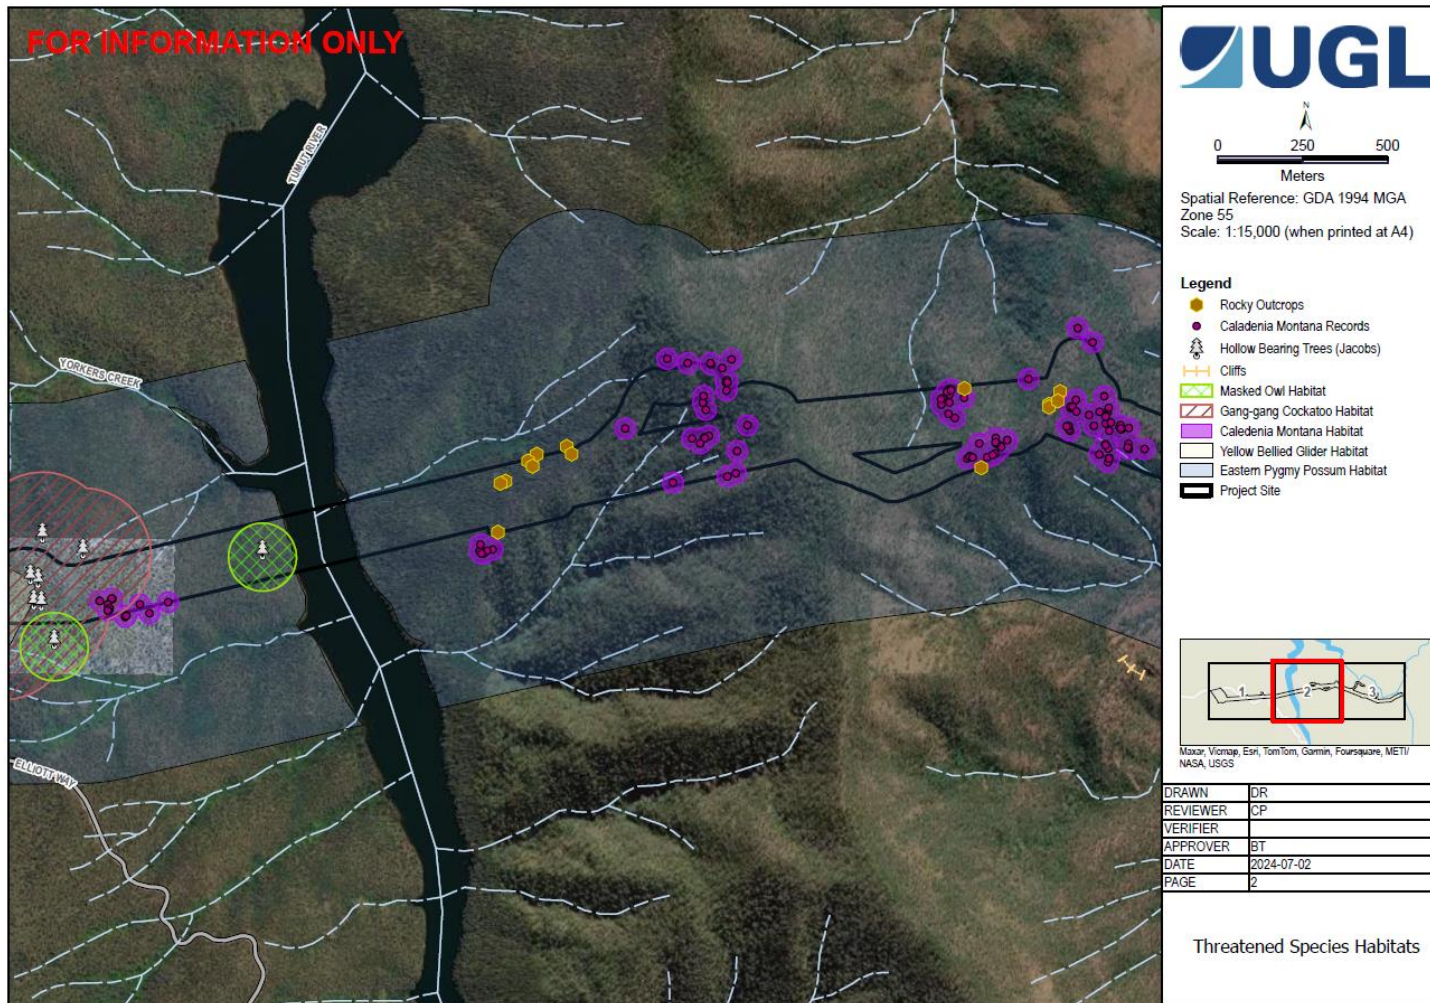 FOR INFORMATION ONLY
TUMUT RIVER
YORKERS CREEK
ELLIOTT WAY
UGL
N
0 250 500
Meters
Spatial Reference: GDA 1994 MGA
Zone 55
Scale: 1:15,000 (when printed at A4)
Legend
Rocky Outcrops
Caladenia Montana Records
Hollow Bearing Trees (Jacobs)
Cliffs
Masked Owl Habitat
Gang-gang Cockatoo Habitat
Caledenia Montana Habitat
Yellow Bellied Glider Habitat
Eastern Pygmy Possum Habitat
Project Site
1 2 3
Maxar, Vicmap, Esri, TomTom, Garmin, Foursquare, METI/
NASA, USGS
DRAWN DR
REVIEWER CP
VERIFIER
APPROVER BT
DATE 2024-07-02
PAGE 2
Threatened Species Habitats